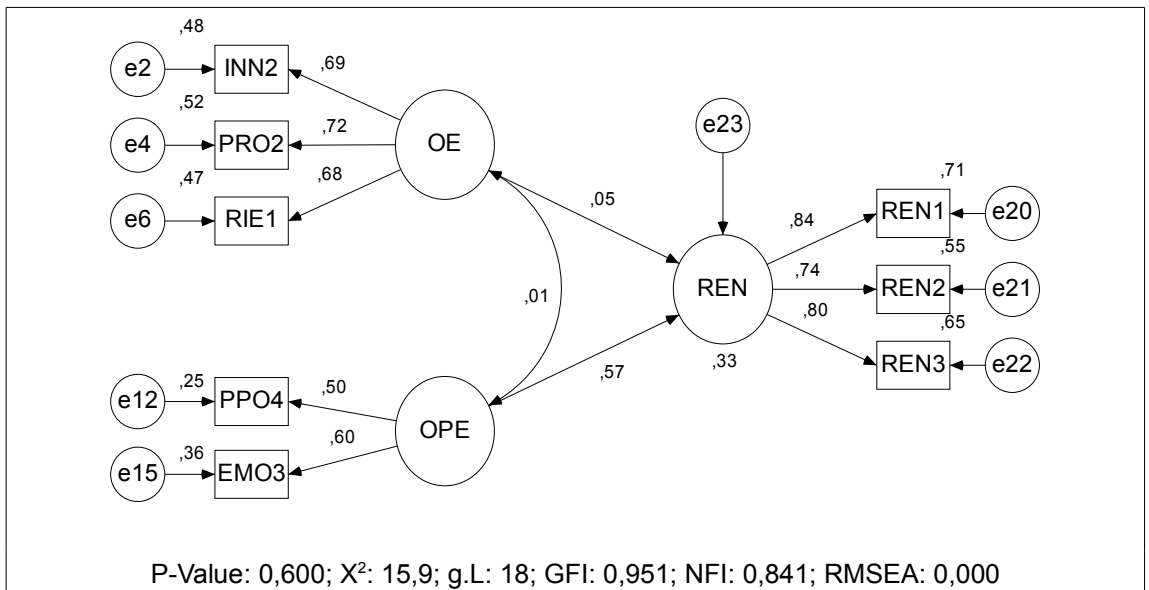 ,48
e2 INN2 ,69
,52
e4 PRO2 ,72 OE
,47
e6 RIE1 ,68
e23
,05
,71
,84 REN1 e20
,55
REN ,74 REN2 e21
,65
,80 REN3 e22
,01
,57 ,33
,25
e12 PPO4 ,50
OPE
,36 ,60
e15 EMO3
P-Value: 0,600; X²: 15,9; g.L: 18; GFI: 0,951; NFI: 0,841; RMSEA: 0,000